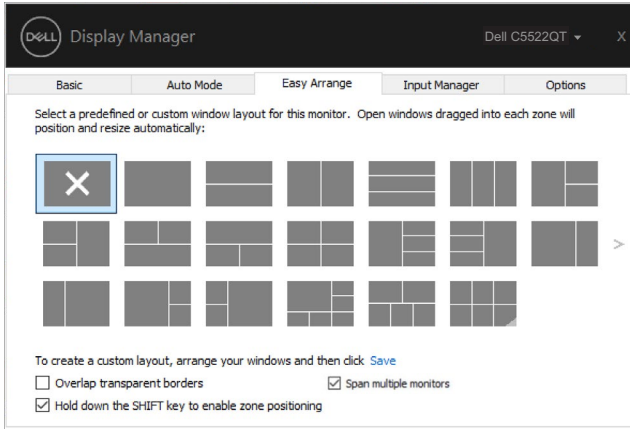 DELL Display Manager Dell C5522QT X
Basic Auto Mode Easy Arrange Input Manager Options
Select a predefined or custom window layout for this monitor. Open windows dragged into each zone will
position and resize automatically:
>
To create a custom layout, arrange your windows and then click Save
Overlap transparent borders Span multiple monitors
Hold down the SHIFT key to enable zone positioning